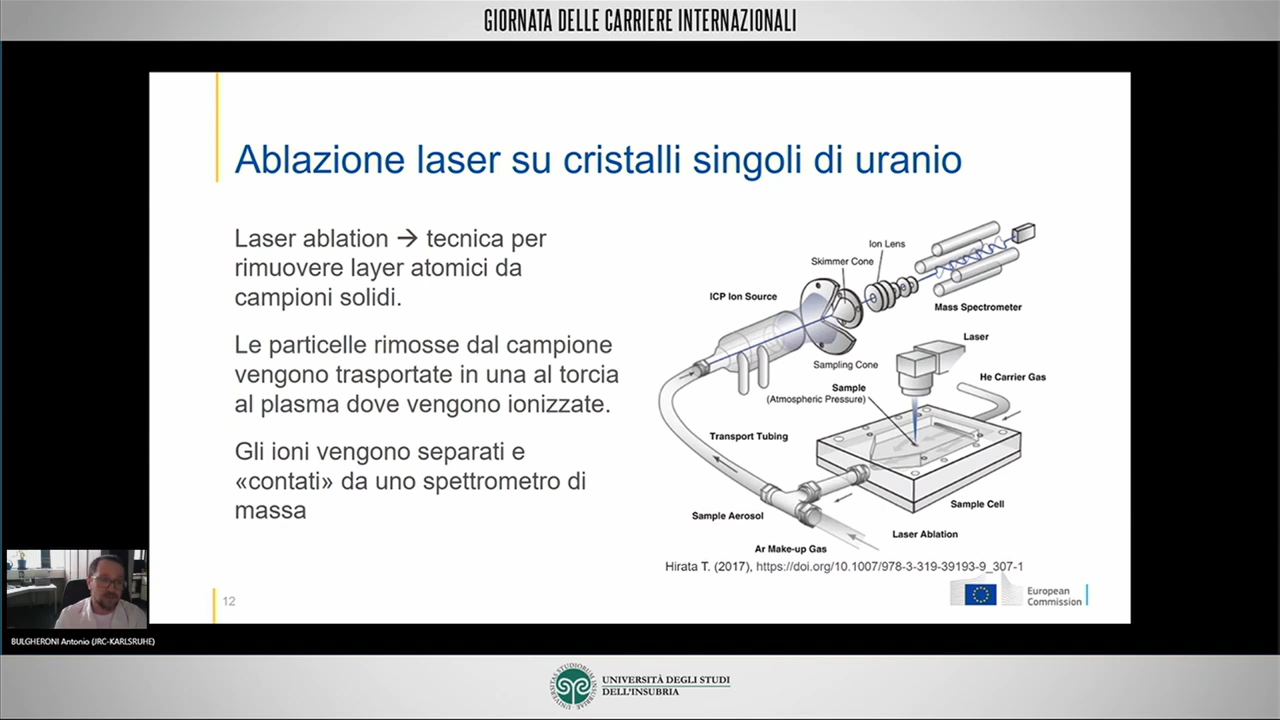 GIORNATA DELLE CARRIERE INTERNAZIONALI
Ablazione laser su cristalli singoli di uranio
Laser ablation → tecnica per
rimuovere layer atomici da
campioni solidi.
Le particelle rimosse dal campione
vengono trasportate in una al torcia
al plasma dove vengono ionizzate.
Gli ioni vengono separati e
«contati» da uno spettrometro di
massa
Ion Lens
Skimmer Cone
ICP Ion Source
Mass Spectrometer
Laser
Sampling Cone
He Carrier Gas
Sample
(Atmospheric Pressure)
Transport Tubing
Sample Cell
Sample Aerosol
Laser Ablation
Ar Make-up Gas
Hirata T. (2017), https://doi.org/10.1007/978-3-319-39193-9_307-1
12
European
Commission
BULGHERONI Antonio (JRC-KARLSRUHE)
UNIVERSITÀ DEGLI STUDI
DELL'INSUBRIA